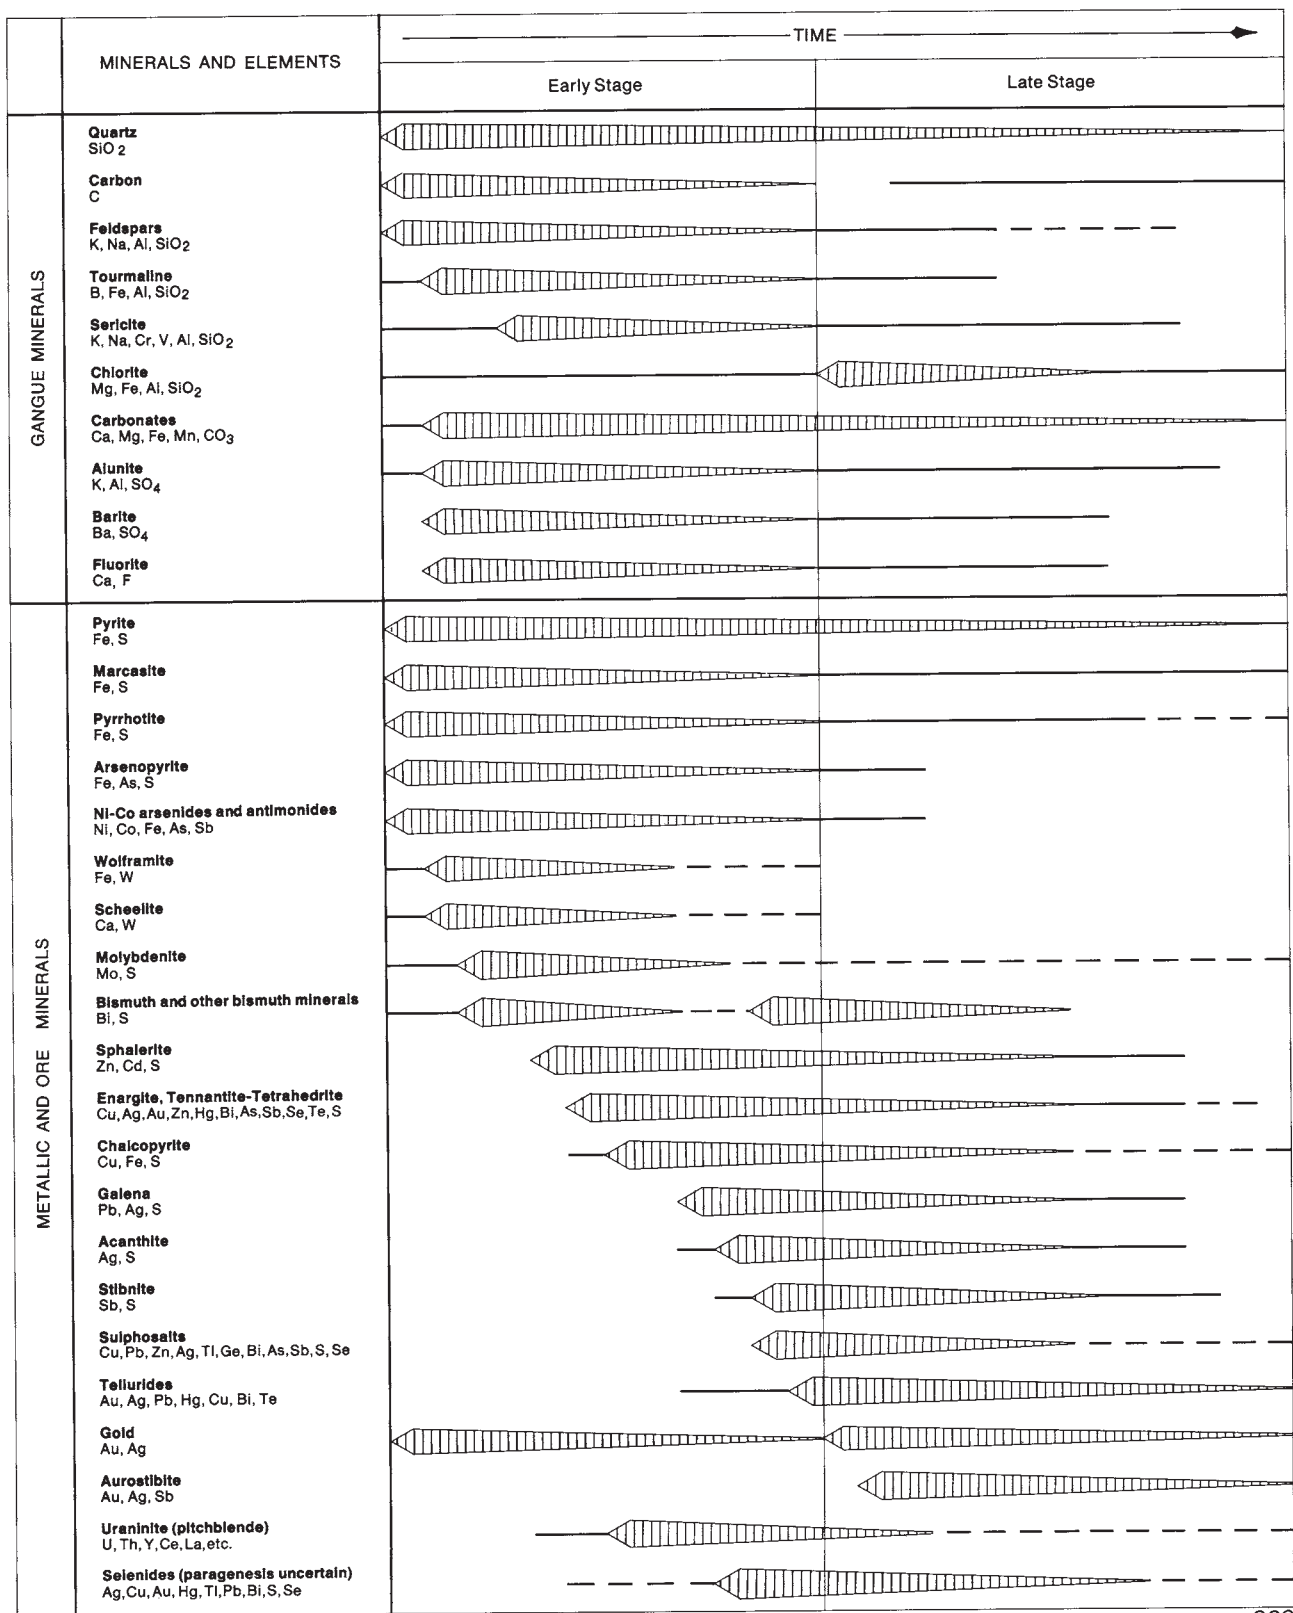 MINERALS AND ELEMENTS
TIME
Early Stage
Late Stage
GANGUE MINERALS
Quartz
SiO2
Carbon
C
Feldspars
K, Na, Al, SiO2
Tourmaline
B, Fe, Al, SiO2
Sericite
K, Na, Cr, V, Al, SiO2
Chlorite
Mg, Fe, Al, SiO2
Carbonates
Ca, Mg, Fe, Mn, CO3
Alunite
K, Al, SO4
Barite
Ba, SO4
Fluorite
Ca, F
METALLIC AND ORE MINERALS
Pyrite
Fe, S
Marcasite
Fe, S
Pyrrhotite
Fe, S
Arsenopyrite
Fe, As, S
Ni-Co arsenides and antimonides
Ni, Co, Fe, As, Sb
Wolframite
Fe, W
Scheelite
Ca, W
Molybdenite
Mo, S
Bismuth and other bismuth minerals
Bi, S
Sphalerite
Zn, Cd, S
Enargite, Tennantite-Tetrahedrite
Cu, Ag, Au, Zn, Hg, Bi, As, Sb, Se, Te, S
Chalcopyrite
Cu, Fe, S
Galena
Pb, Ag, S
Acanthite
Ag, S
Stibnite
Sb, S
Sulphosalts
Cu, Pb, Zn, Ag, Tl, Ge, Bi, As, Sb, S, Se
Tellurides
Au, Ag, Pb, Hg, Cu, Bi, Te
Gold
Au, Ag
Aurostibite
Au, Ag, Sb
Uraninite (pitchblende)
U, Th, Y, Ce, La, etc.
Selenides (paragenesis uncertain)
Ag, Cu, Au, Hg, Tl, Pb, Bi, S, Se